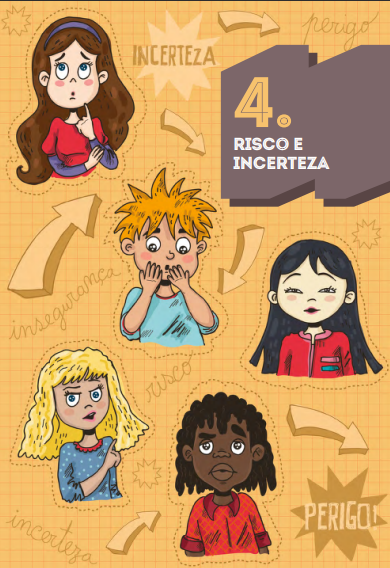 INCERTEZA
perigo
4.
RISCO E
INCERTEZA
insegurança
risco
PERIGO!
incerteza